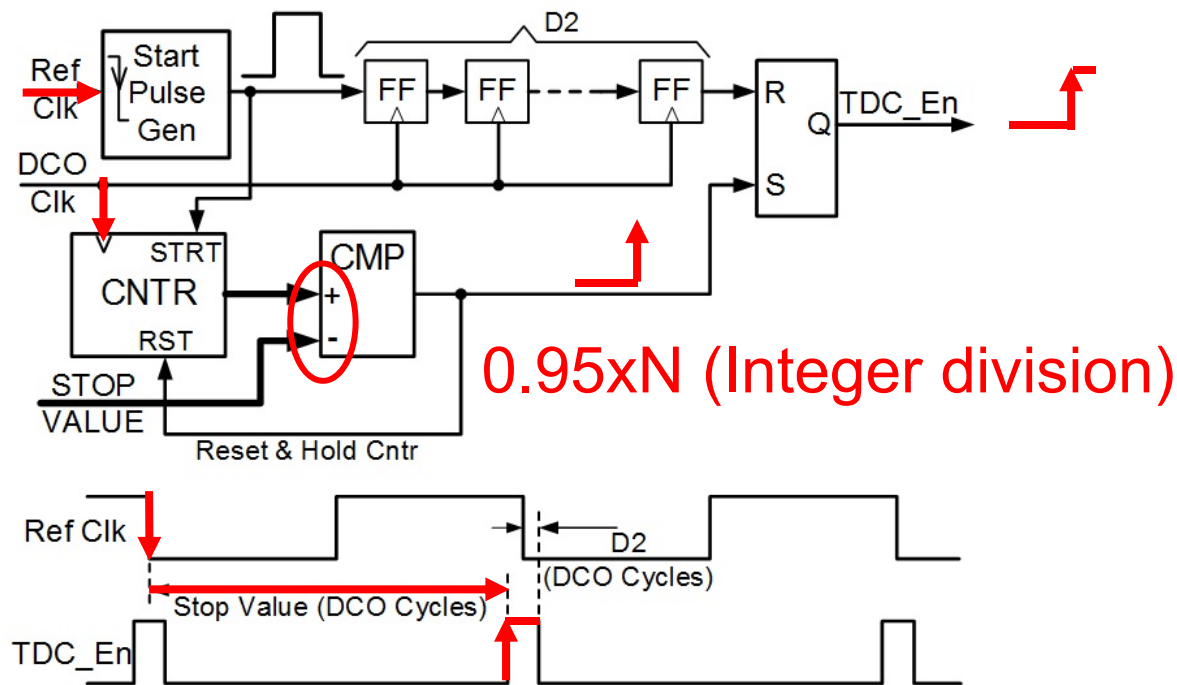 D2
Ref
Clk
Start
Pulse
Gen
FF
FF
FF
R
Q
S
TDC_En
DCO
Clk
STRT
CNTR
RST
CMP
+
-
STOP
VALUE
0.95xN (Integer division)
Reset & Hold Cntr
Ref Clk
D2
(DCO Cycles)
Stop Value (DCO Cycles)
TDC_En